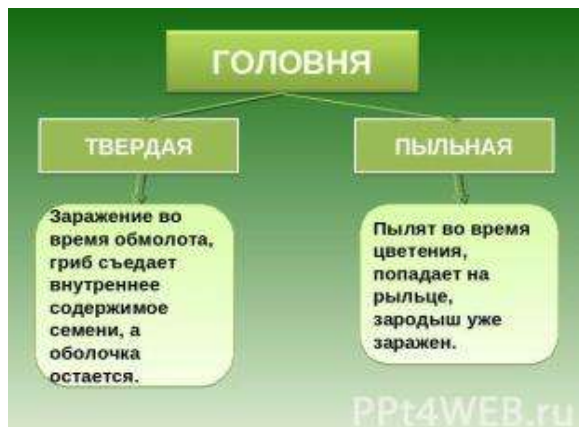 ГОЛОВНЯ
ТВЕРДАЯ
ПЫЛЬНАЯ
Заражение во
время обмолота,
гриб съедает
внутреннее
содержимое
семени, а
оболочка
остается.
Пылят во время
цветения,
попадает на
рыльце,
зародыш уже
заражен.
PPt4WEB.ru